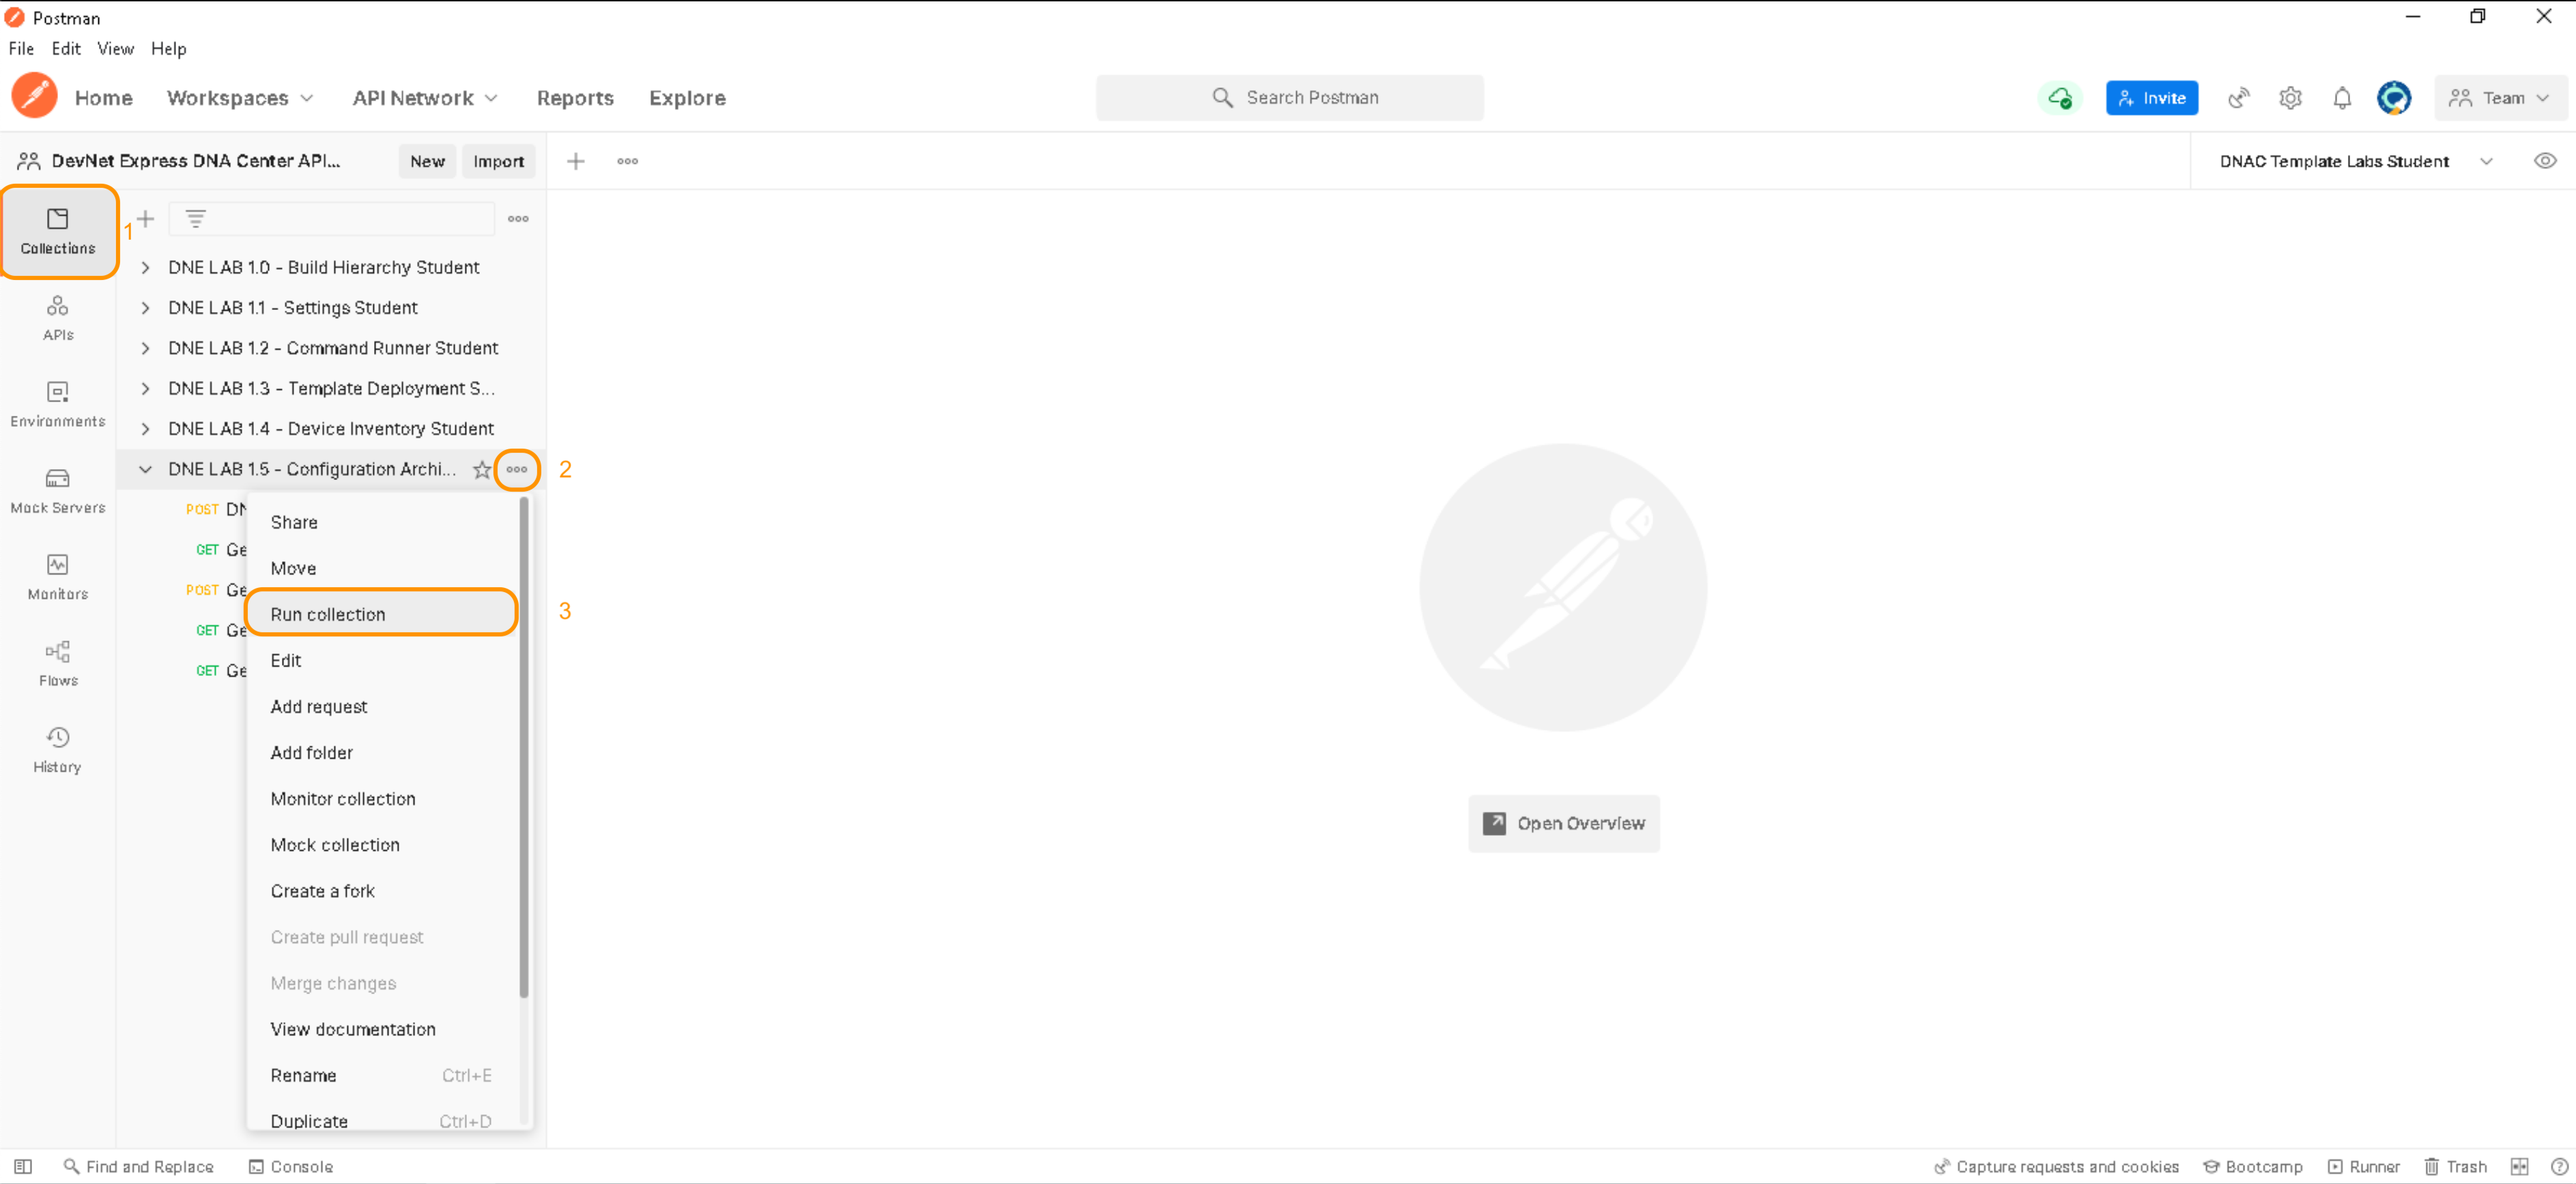 Postman
File Edit View Help
Home Workspaces API Network Reports Explore Search Postman Invite Team
DevNet Express DNA Center API... New Import DNAC Template Labs Student
Collections 1
DNE LAB 1.0 - Build Hierarchy Student
DNE LAB 1.1 - Settings Student
APIs
DNE LAB 1.2 - Command Runner Student
DNE LAB 1.3 - Template Deployment S...
Environments
DNE LAB 1.4 - Device Inventory Student
DNE LAB 1.5 - Configuration Archi... 2
Mock Servers
POST DN
GET Ge
POST Ge
GET Ge
GET Ge
Share
Move
Run collection 3
Edit
Add request
Add folder
Monitor collection
Mock collection
Create a fork
Create pull request
Merge changes
View documentation
Rename Ctrl+E
Duplicate Ctrl+D
Monitors
Flows
History
Open Overview
Find and Replace Console Capture requests and cookies Bootcamp Runner Trash